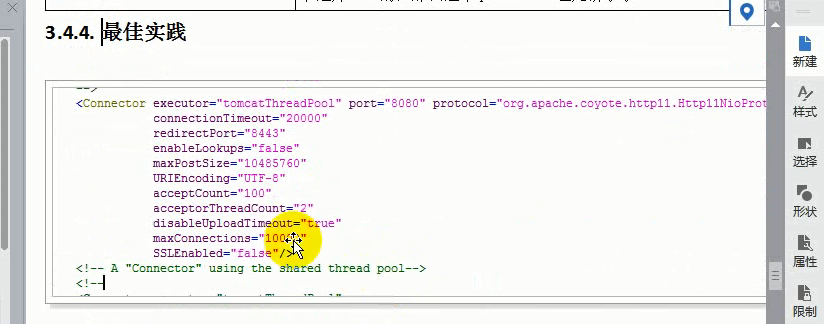 3.4.4. 最佳实践
<Connector executor="tomcatThreadPool" port="8080" protocol="org.apache.coyote.http11.Http11NioProt
connectionTimeout="20000"
redirectPort="8443"
enableLookups="false"
maxPostSize="10485760"
URIEncoding="UTF-8"
acceptCount="100"
acceptorThreadCount="2"
disableUploadTimeout="true"
maxConnections="10000"
SSLEnabled="false"/>
<!-- A "Connector" using the shared thread pool-->
<!--
新建
样式
选择
形状
属性
限制